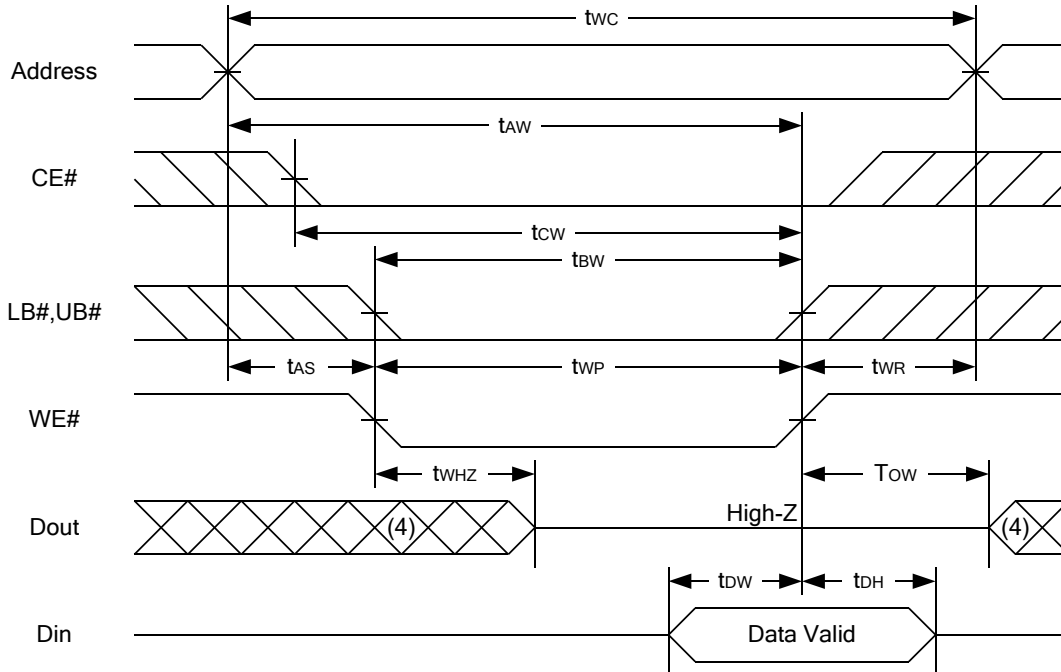 tWC
Address
tAW
CE#
tCW
tBW
LB#,UB#
tAS
tWP
tWR
WE#
tWHZ
TOW
Dout
(4)
High-Z
(4)
tDW
tDH
Din
Data Valid